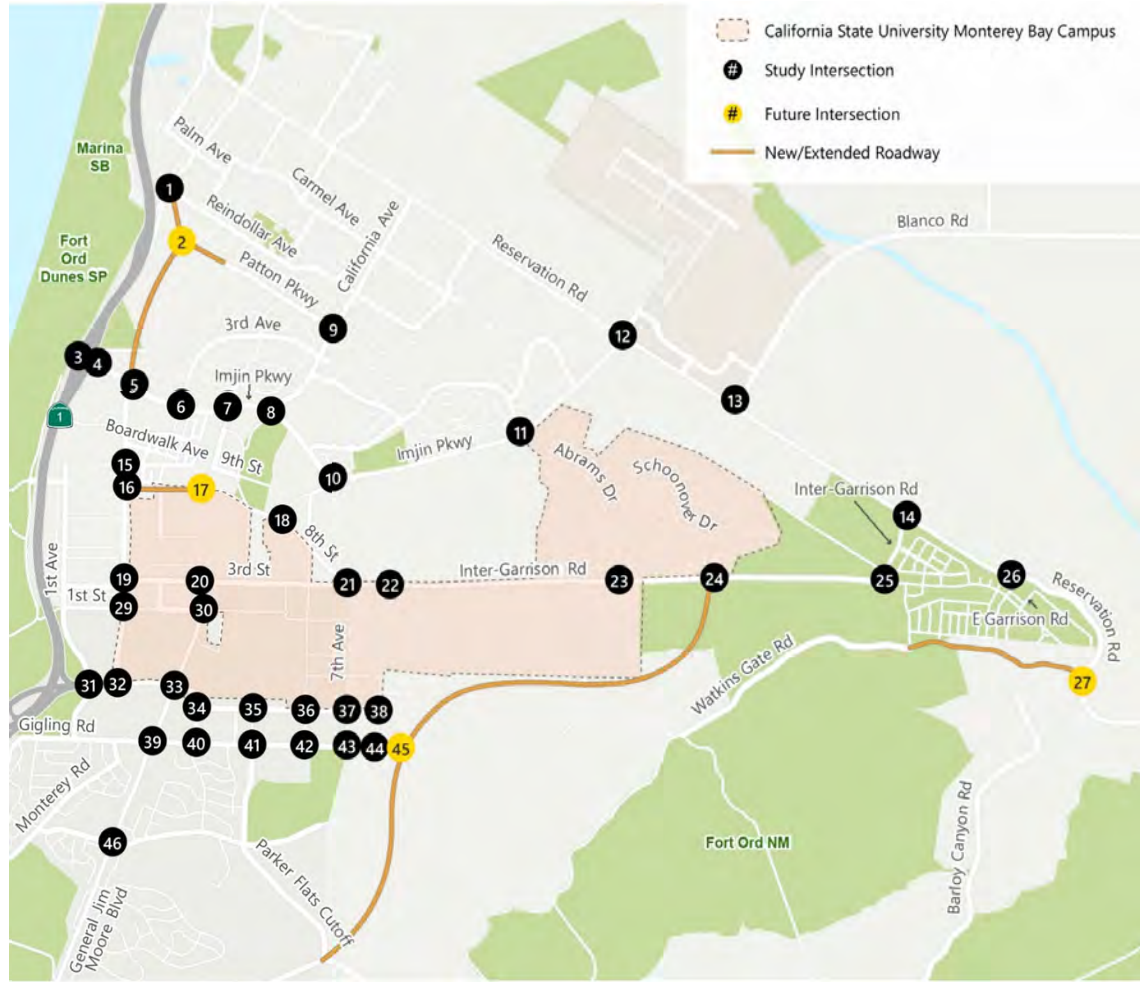 California State University Monterey Bay Campus
# Study Intersection
# Future Intersection
New/Extended Roadway
Marina
SB
Fort
Ord
Dunes SP
Palm Ave
Carmel Ave
California Ave
Reindollar Ave
Patton Pkwy
Reservation Rd
Blanco Rd
1
2
9
12
3rd Ave
3
4
5
Imjin Pkwy
6
7
8
13
1
Boardwalk Ave
9th St
Imjin Pkwy
11
Abrams Dr
Schoonover Dr
15
16
17
10
Inter-Garrison Rd
14
18
8th St
1st Ave
3rd St
Inter-Garrison Rd
19
20
21
22
23
24
25
26
1st St
29
30
E Garrison Rd
Reservation Rd
7th Ave
Watkins Gate Rd
31
32
33
27
34
35
36
37
38
Gigling Rd
39
40
41
42
43
44
45
Monterey Rd
46
Parker Flats Cutoff
Fort Ord NM
Barloy Canyon Rd
General Jim
Moore Blvd